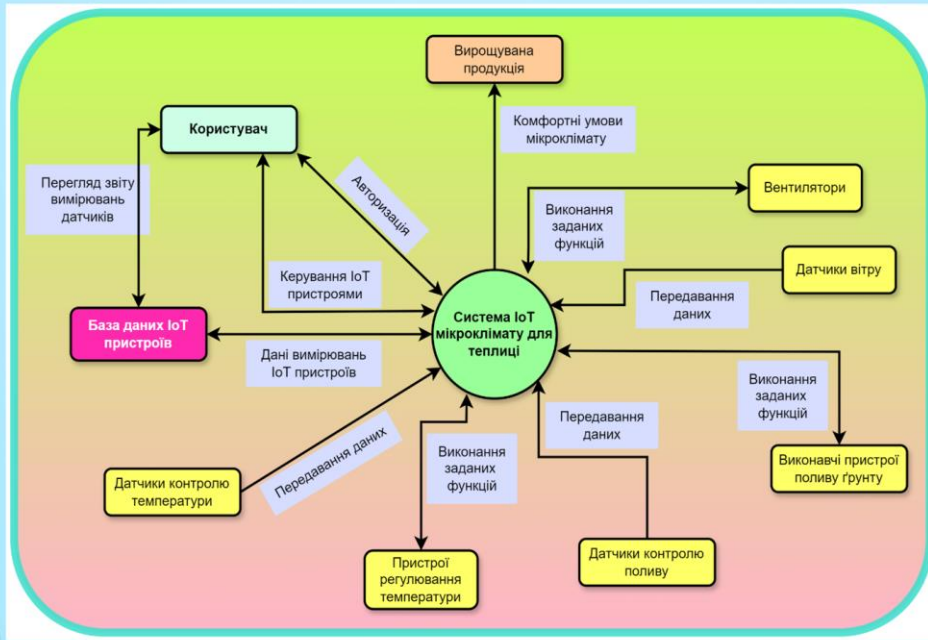 Вирощувана
продукція
Користувач
Комфортні умови
мікроклімату
Перегляд звіту
вимірювань
датчиків
Авторизація
Вентилятори
Виконання
заданих
функцій
Керування IoT
пристроями
Датчики вітру
Передавання
даних
База даних IoT
пристроїв
Система IoT
мікроклімату для
теплиці
Дані вимірювань
IoT пристроїв
Виконання
заданих
функцій
Передавання
даних
Передавання даних
Виконання
заданих
функцій
Виконавчі пристрої
поливу ґрунту
Датчики контролю
температури
Пристрої
регулювання
температури
Датчики контролю
поливу